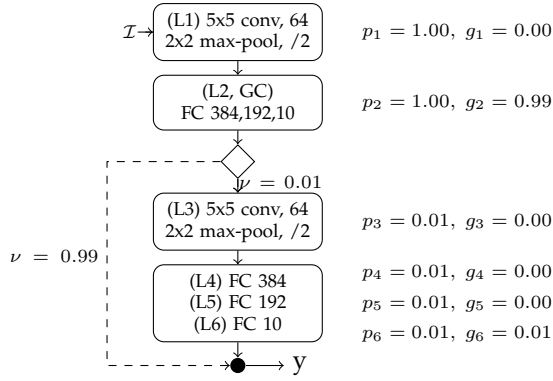 I
(L1) 5x5 conv, 64
2x2 max-pool, /2
p₁ = 1.00, g₁ = 0.00
(L2, GC)
FC 384,192,10
p₂ = 1.00, g₂ = 0.99
ν = 0.01
(L3) 5x5 conv, 64
2x2 max-pool, /2
p₃ = 0.01, g₃ = 0.00
ν = 0.99
(L4) FC 384
(L5) FC 192
(L6) FC 10
p₄ = 0.01, g₄ = 0.00
p₅ = 0.01, g₅ = 0.00
p₆ = 0.01, g₆ = 0.01
y